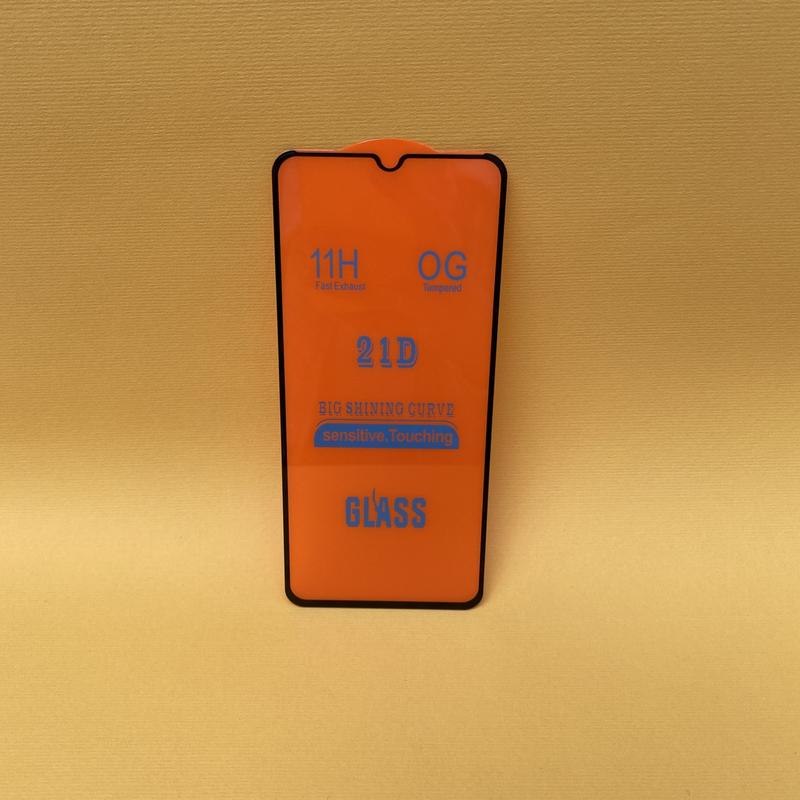 11H OG
Fast Exhaust Tempered
21D
BIG SHINING CURVE
sensitive.Touching
GLASS